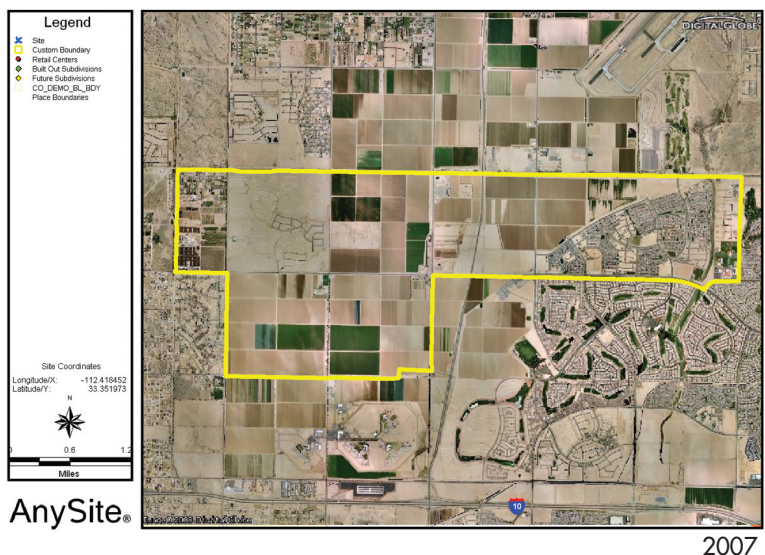 Legend
Site
Custom Boundary
Retail Centers
Built Out Subdivisions
Future Subdivisions
CO_DEMO_BL_BDY
Place Boundaries
DIGITALGLOBE
Site Coordinates
Longitude/X: -112.418452
Latitude/Y: 33.351973
N
0 0.6 1.2
Miles
10
AnySite®
2007